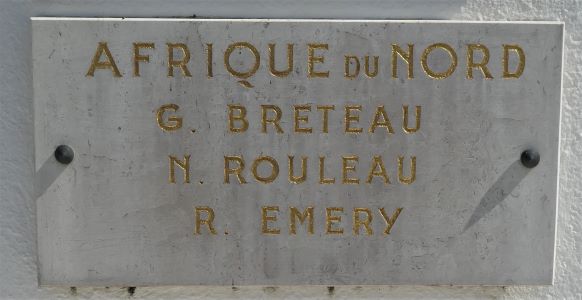 AFRIQUE DU NORD
G. BRETEAU
N. ROULEAU
R. EMERY